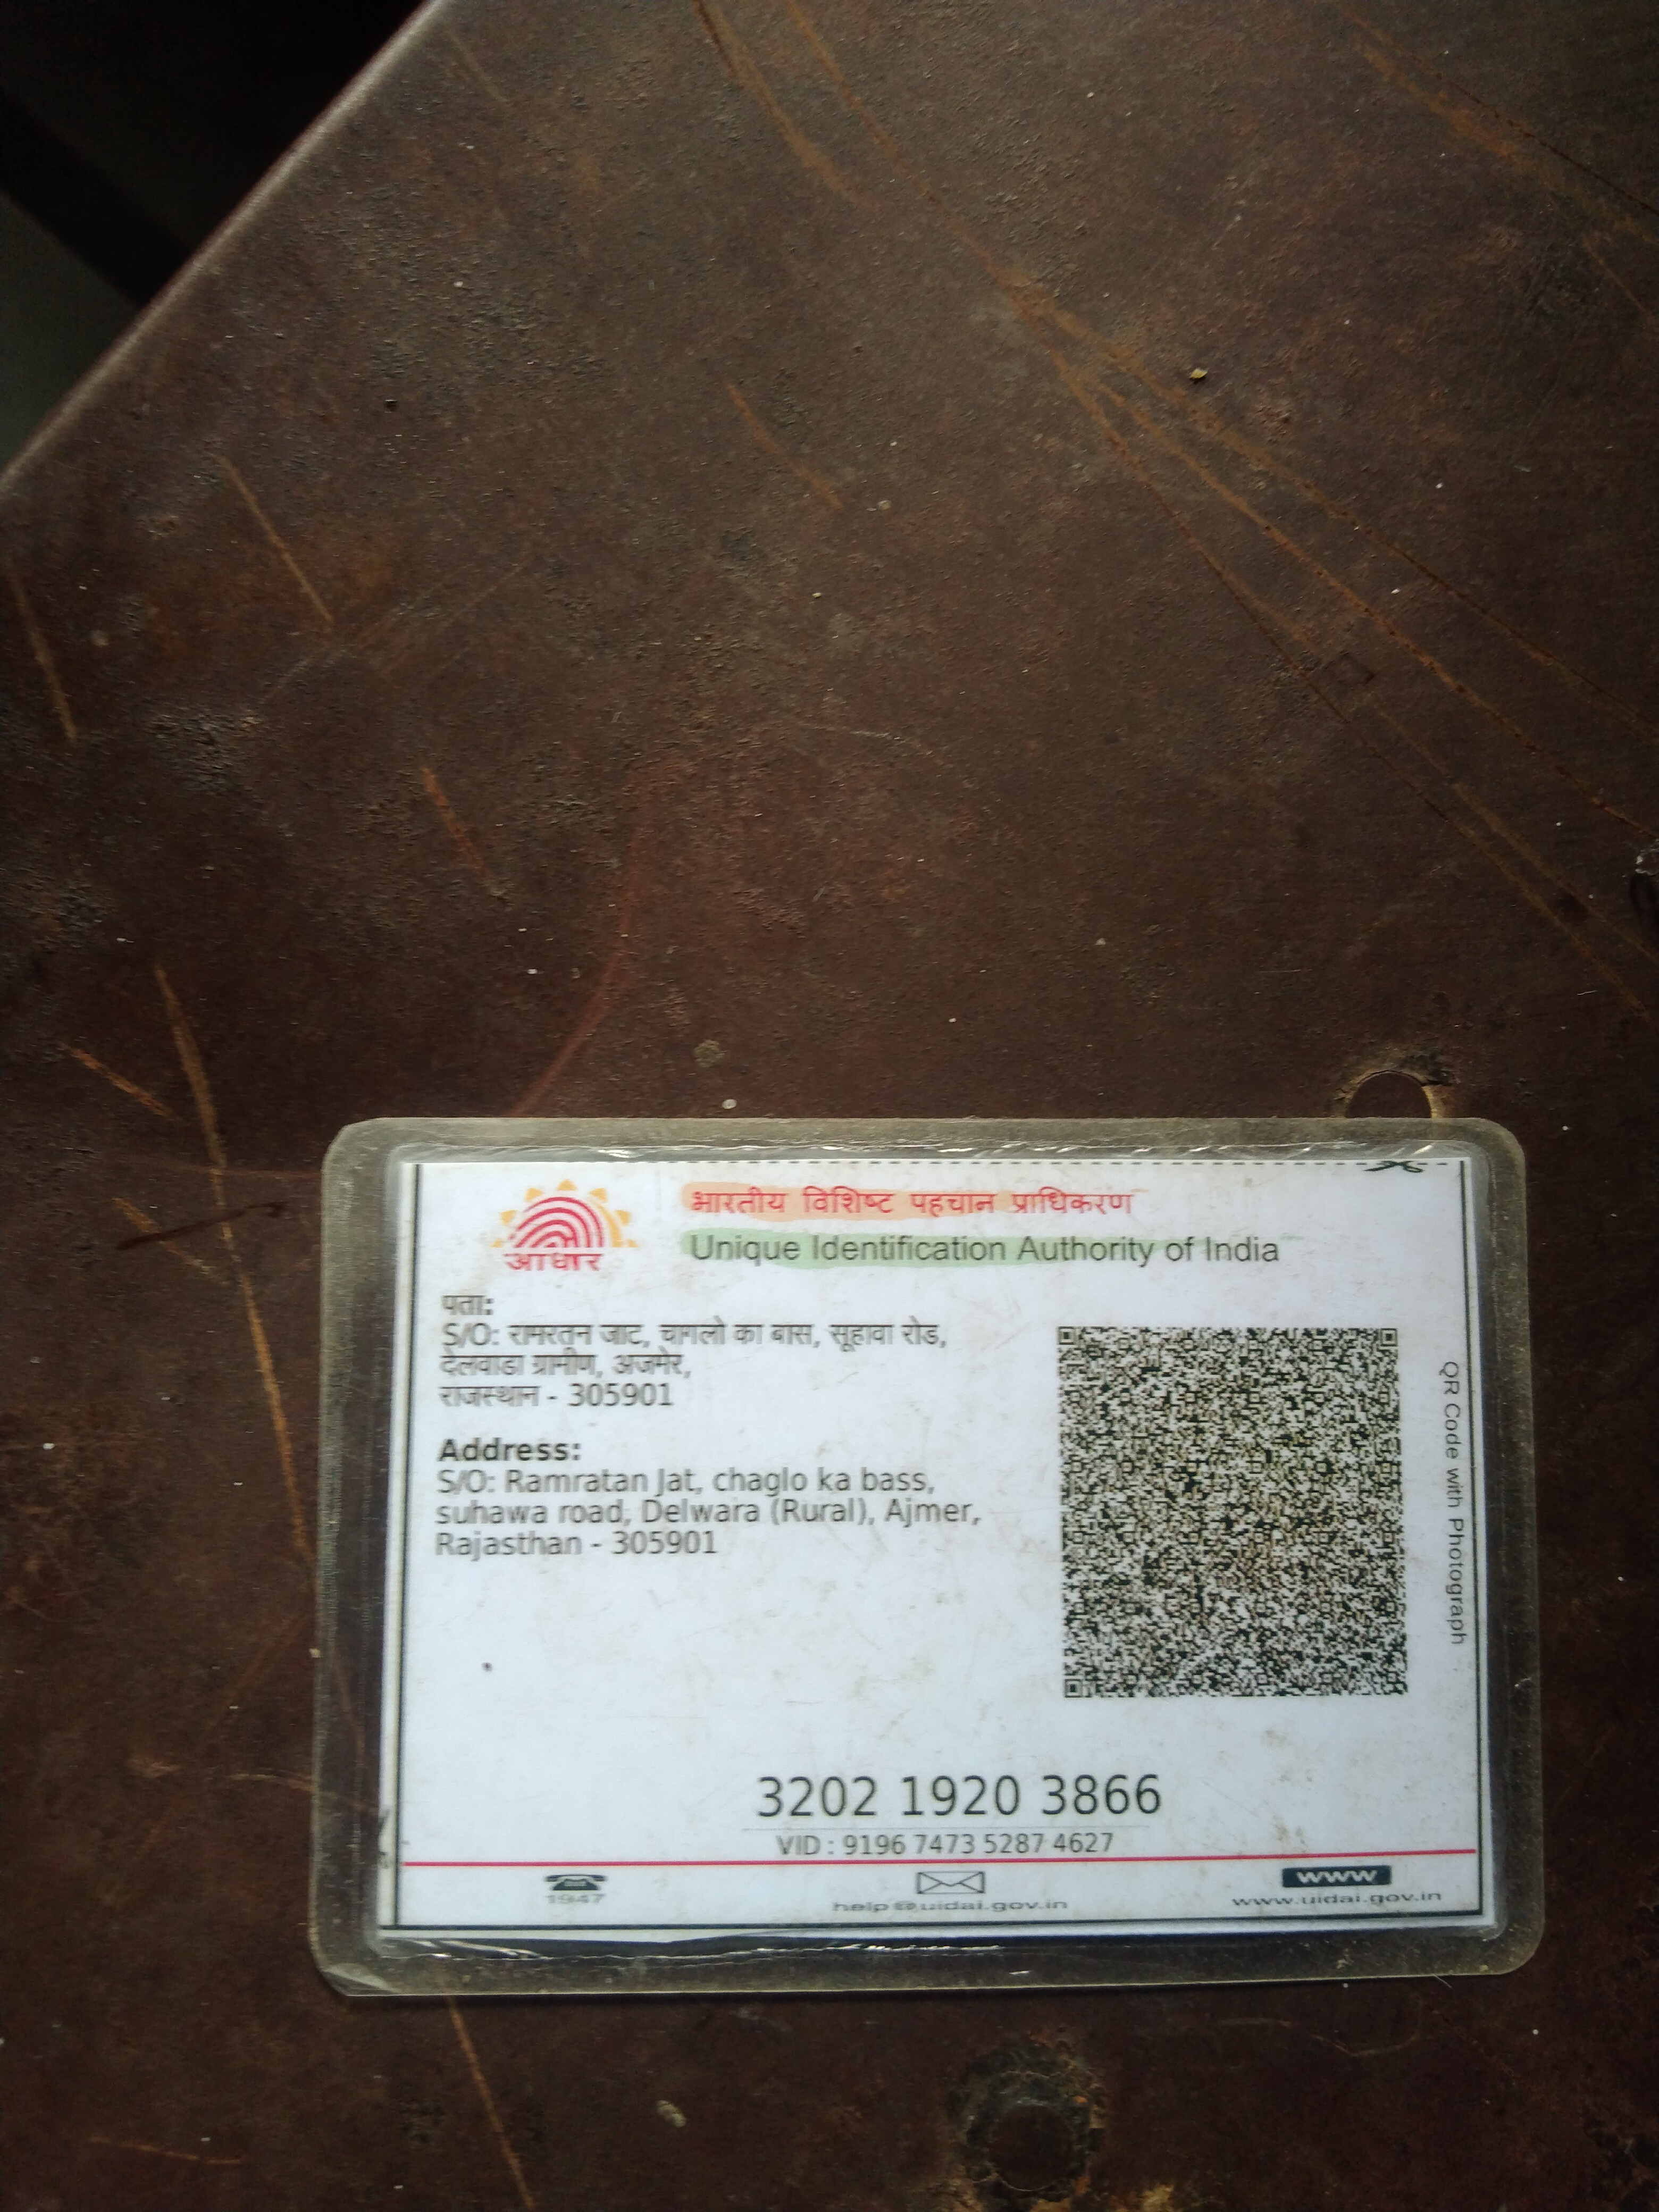 आधार
भारतीय विशिष्ट पहचान प्राधिकरण
Unique Identification Authority of India
पता:
S/O: रामरतन जाट, चागलो का बास, सूहावा रोड,
देलवाडा ग्रामीण, अजमेर,
राजस्थान - 305901
Address:
S/O: Ramratan Jat, chaglo ka bass,
suhawa road, Delwara (Rural), Ajmer,
Rajasthan - 305901
QR Code with Photograph
3202 1920 3866
VID : 9196 7473 5287 4627
1947
help@uidai.gov.in
www
www.uidai.gov.in